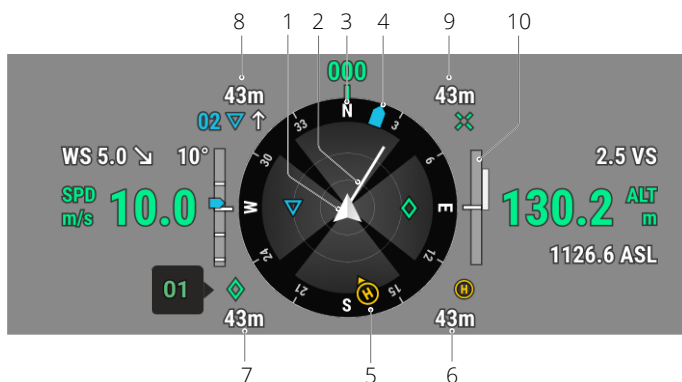 8 1 2 3 4 9 10
000
43m 43m
02 N
33 3
WS 5.0 10° 30 6 2.5 VS
SPD
m/s 10.0 W E 130.2 ALT
m
24 12 1126.6 ASL
01 21 S H 15 H
43m 43m
7 5 6